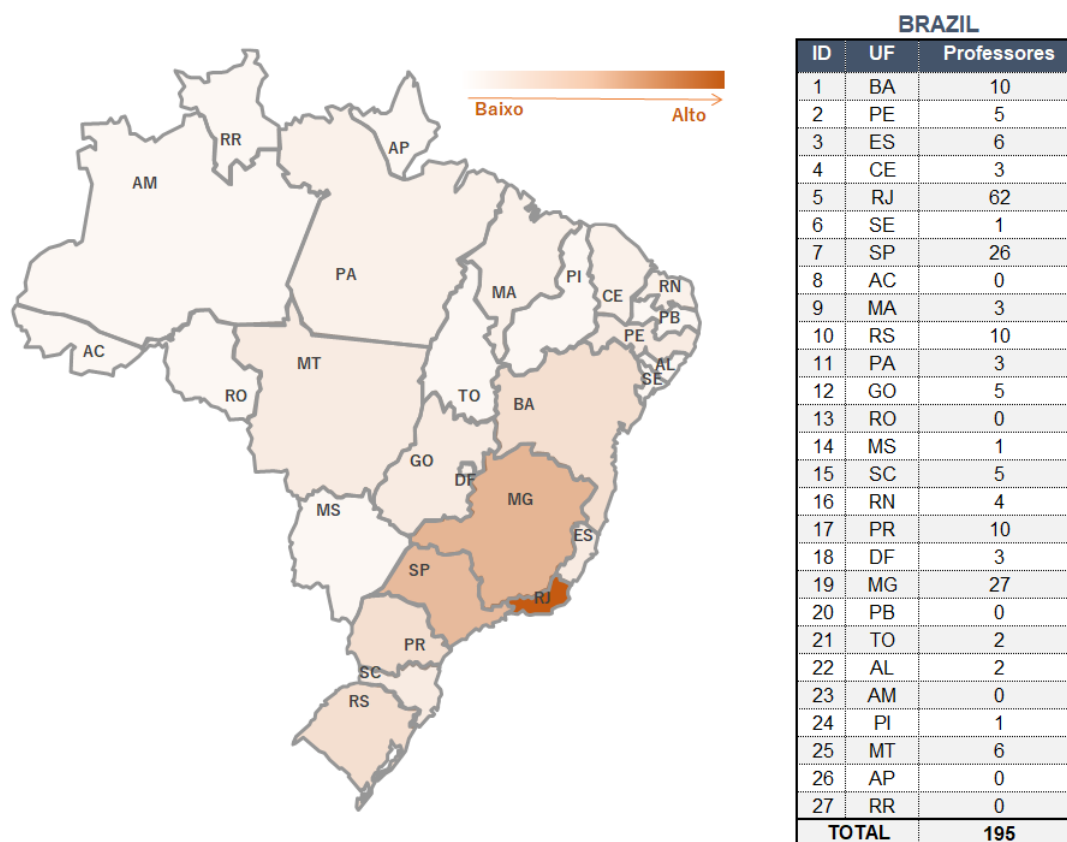 BRAZIL
ID UF Professores
1 BA 10
2 PE 5
3 ES 6
4 CE 3
5 RJ 62
6 SE 1
7 SP 26
8 AC 0
9 MA 3
10 RS 10
11 PA 3
12 GO 5
13 RO 0
14 MS 1
15 SC 5
16 RN 4
17 PR 10
18 DF 3
19 MG 27
20 PB 0
21 TO 2
22 AL 2
23 AM 0
24 PI 1
25 MT 6
26 AP 0
27 RR 0
TOTAL 195
Baixo Alto
RR
AP
AM
PA
PI
MA
CE
RN
PB
PE
AL
SE
AC
MT
RO
TO
BA
GO
DF
MG
MS
ES
SP
RJ
PR
SC
RS